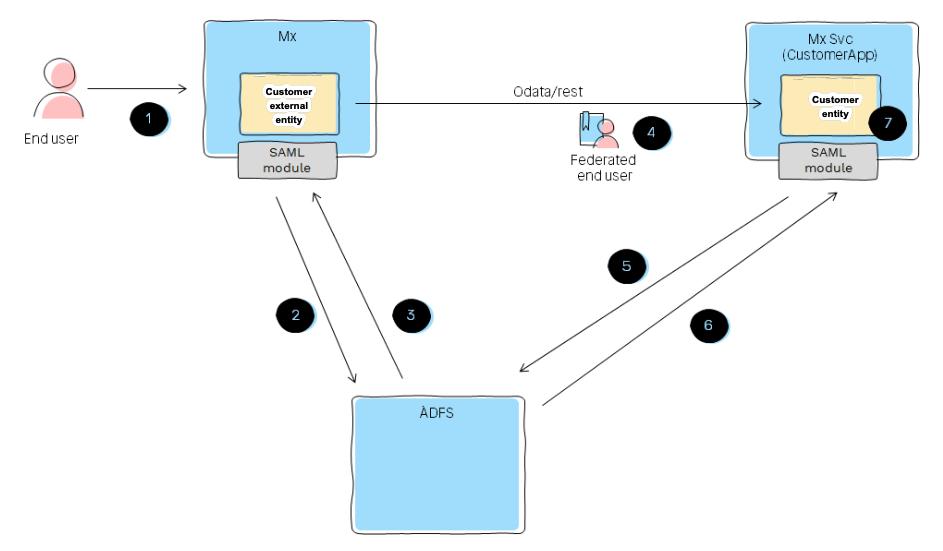 Mx
Customer
external
entity
SAML
module
End user
1
Odata/rest
4
Federated
end user
Mx Svc
(CustomerApp)
Customer
entity
7
SAML
module
2
3
5
6
ÀDFS